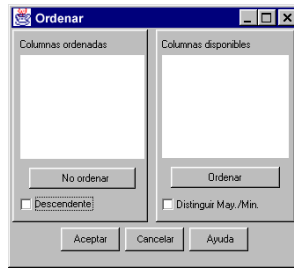 Ordenar
Columnas ordenadas
Columnas disponibles
No ordenar
Ordenar
Descendente
Distinguir May./Min.
Aceptar
Cancelar
Ayuda